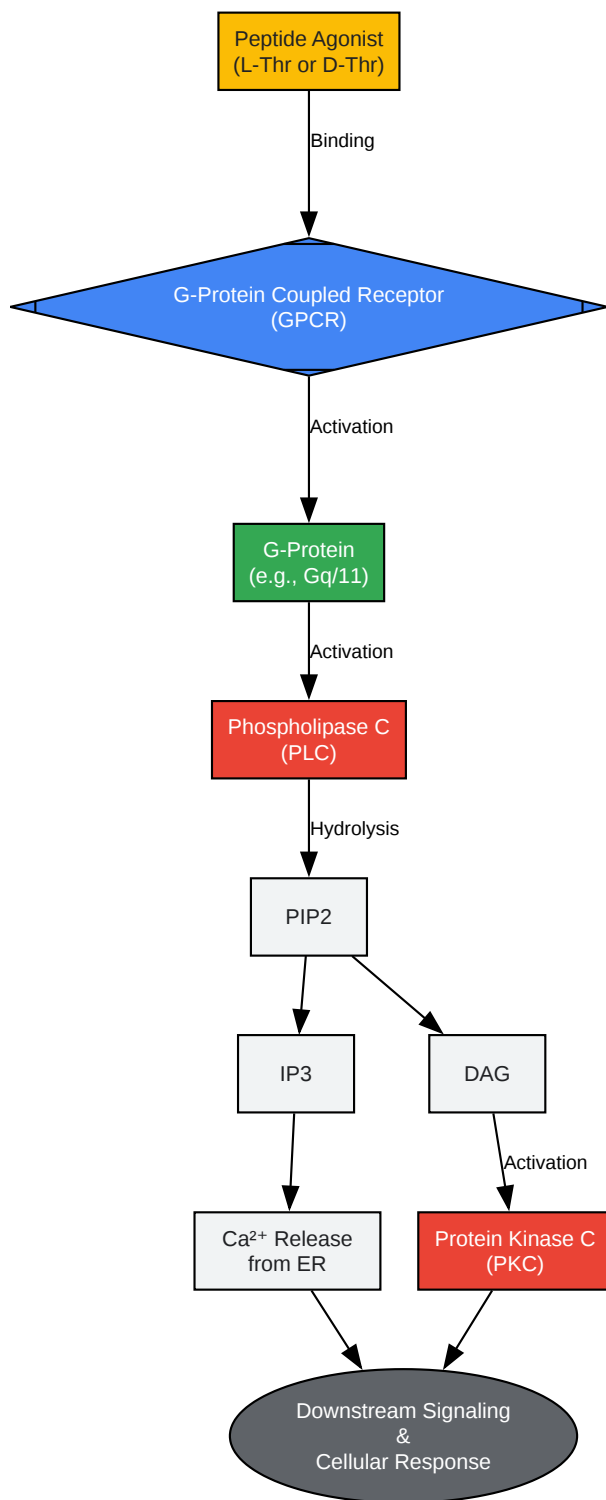 Peptide Agonist
(L-Thr or D-Thr)
Binding
G-Protein Coupled Receptor
(GPCR)
Activation
G-Protein
(e.g., Gq/11)
Activation
Phospholipase C
(PLC)
Hydrolysis
PIP2
IP3
DAG
Activation
Ca²⁺ Release
from ER
Protein Kinase C
(PKC)
Downstream Signaling
&
Cellular Response